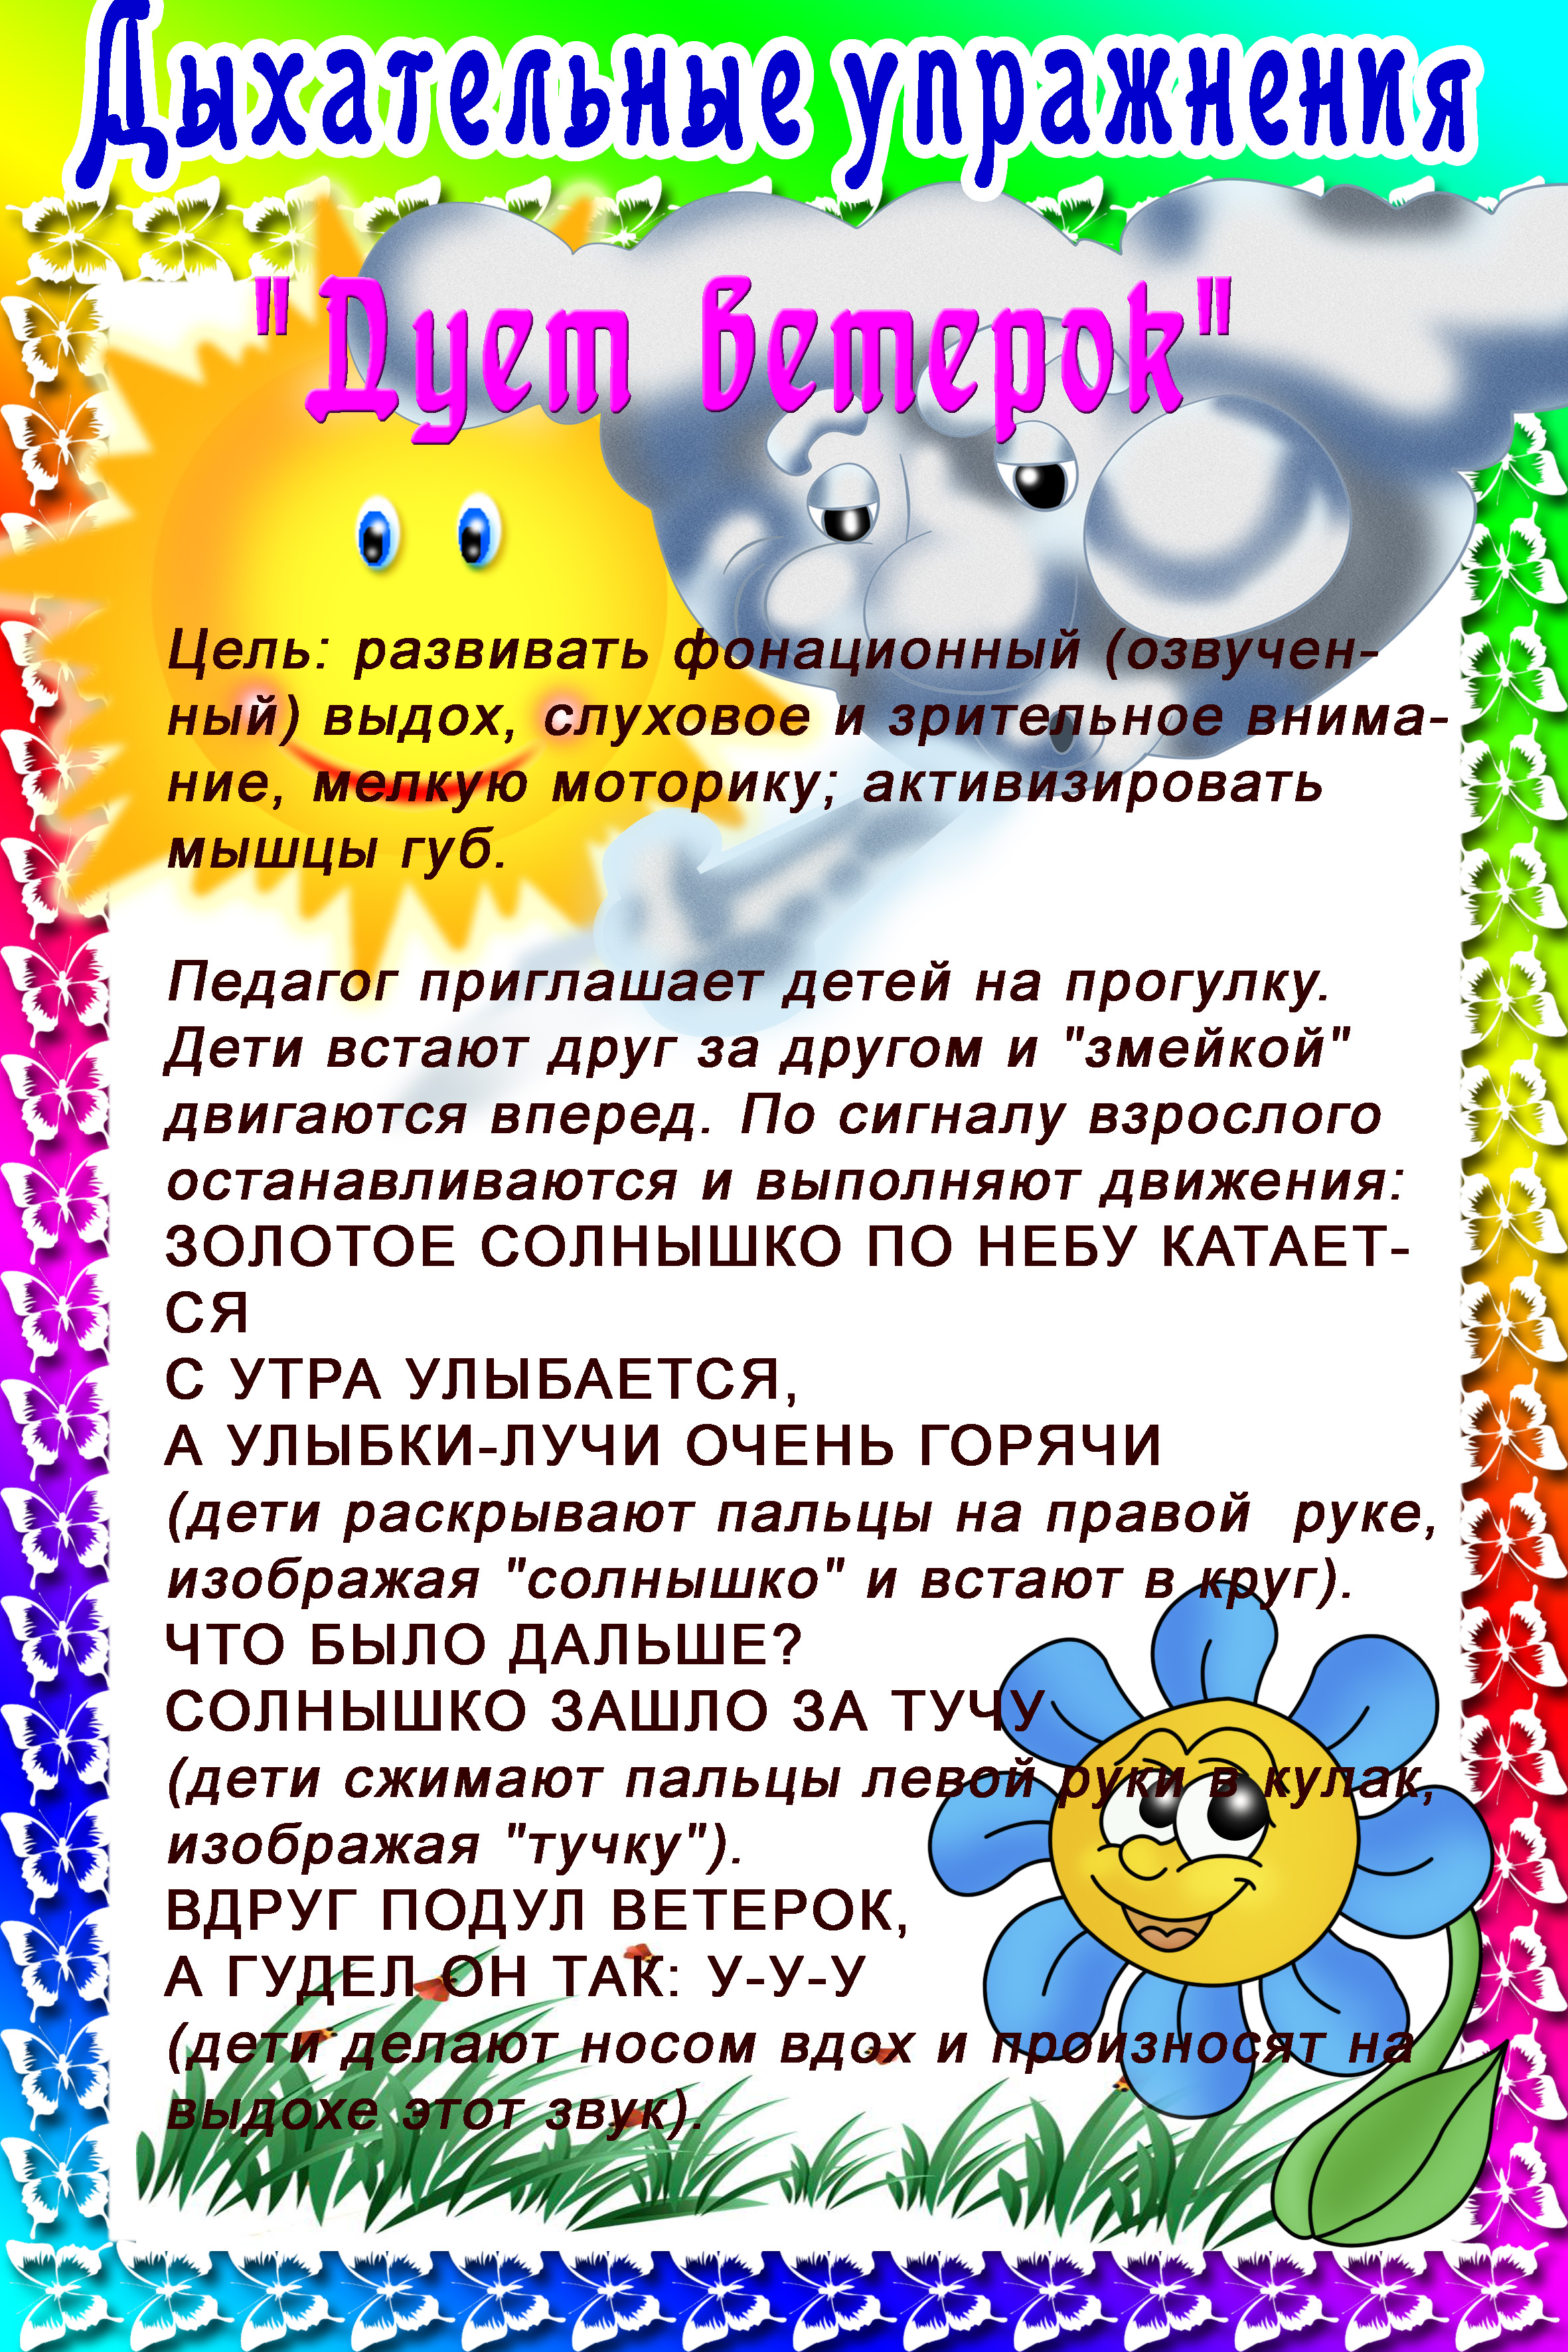 Дыхательные упражнения
"Дует ветерок"
Цель: развивать фонационный (озвучен-
ный) выдох, слуховое и зрительное внима-
ние, мелкую моторику; активизировать
мышцы губ.
Педагог приглашает детей на прогулку.
Дети встают друг за другом и "змейкой"
двигаются вперед. По сигналу взрослого
останавливаются и выполняют движения:
ЗОЛОТОЕ СОЛНЫШКО ПО НЕБУ КАТАЕТ-
СЯ
С УТРА УЛЫБАЕТСЯ,
А УЛЫБКИ-ЛУЧИ ОЧЕНЬ ГОРЯЧИ
(дети раскрывают пальцы на правой  руке,
изображая "солнышко" и встают в круг).
ЧТО БЫЛО ДАЛЬШЕ?
СОЛНЫШКО ЗАШЛО ЗА ТУЧУ
(дети сжимают пальцы левой руки в кулак,
изображая "тучку").
ВДРУГ ПОДУЛ ВЕТЕРОК,
А ГУДЕЛ ОН ТАК: У-У-У
(дети делают носом вдох и произносят на
выдохе этот звук).